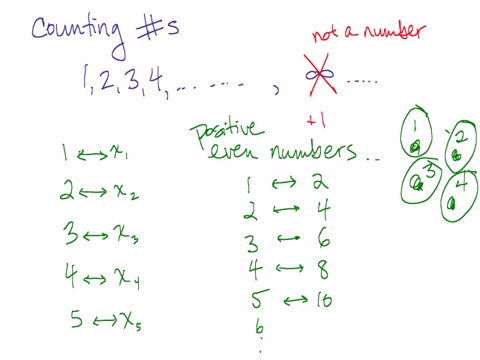 Counting #s
not a number
1, 2, 3, 4, ... ... ..., ∞ .....
+1
positive
even numbers ..
1 ↔ x₁
2 ↔ x₂
3 ↔ x₃
4 ↔ x₄
5 ↔ x₅
1 ↔ 2
2 ↔ 4
3 ↔ 6
4 ↔ 8
5 ↔ 10
6
⋮
1
2
3
4